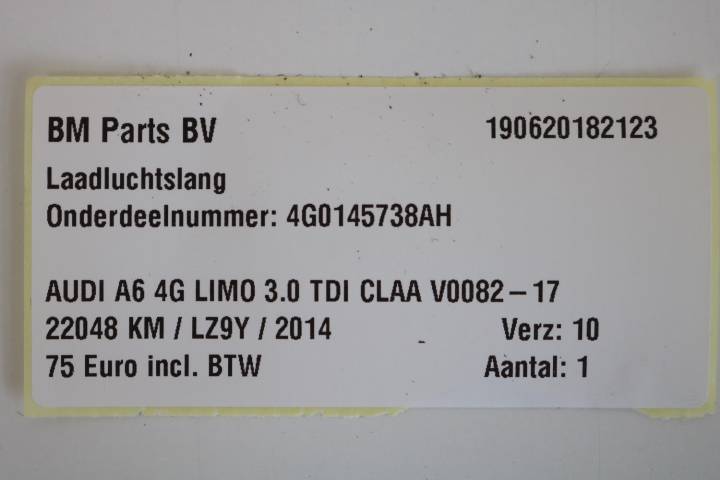 BM Parts BV 190620182123
Laadluchtslang
Onderdeelnummer: 4G0145738AH
AUDI A6 4G LIMO 3.0 TDI CLAA V0082 – 17
22048 KM / LZ9Y / 2014 Verz: 10
75 Euro incl. BTW Aantal: 1